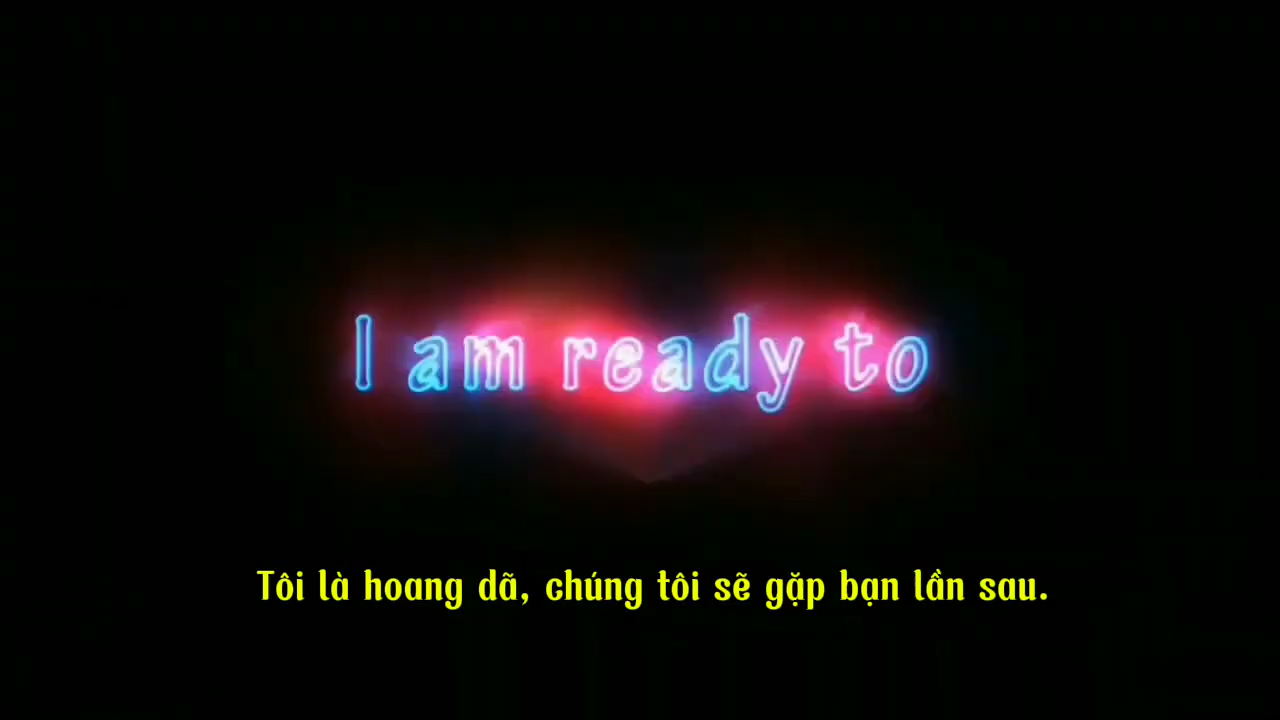 I am ready to
Tôi là hoang dã, chúng tôi sẽ gặp bạn lần sau.